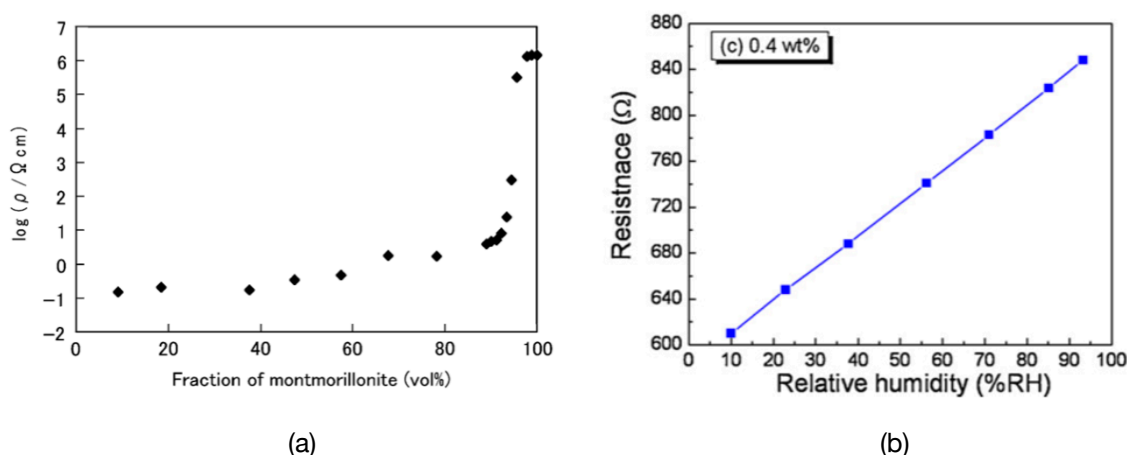 7
6
5
4
3
2
1
0
−1
−2
log (ρ / Ω cm)
0 20 40 60 80 100
Fraction of montmorillonite (vol%)
(a)
(c) 0.4 wt%
880
840
800
760
720
680
640
600
Resistnace (Ω)
0 10 20 30 40 50 60 70 80 90 100
Relative humidity (%RH)
(b)